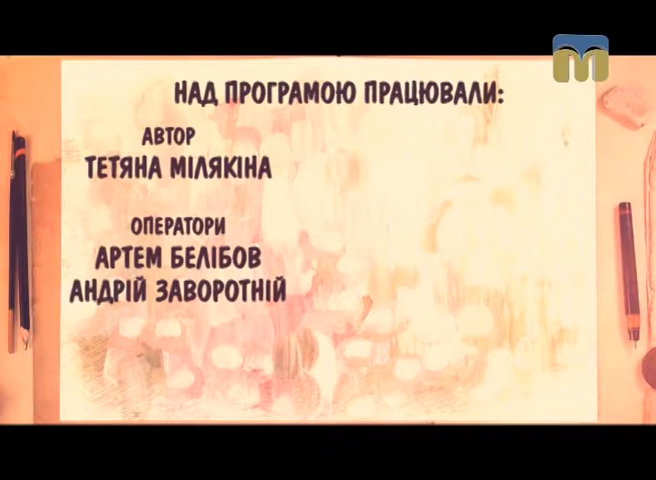 НАД ПРОГРАМОЮ ПРАЦЮВАЛИ:
АВТОР
ТЕТЯНА МІЛЯКІНА
ОПЕРАТОРИ
АРТЕМ БЕЛІБОВ
АНДРІЙ ЗАВОРОТНІЙ